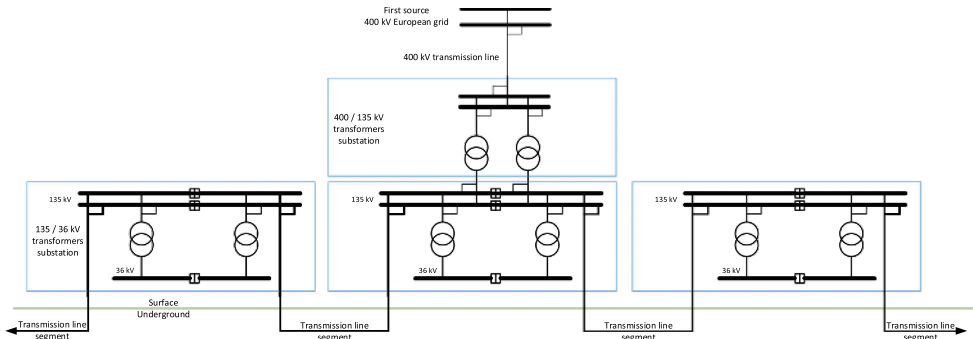 First source
400 kV European grid
400 kV transmission line
400 / 135 kV
transformers
substation
135 kV
135 / 36 kV
transformers
substation
36 kV
135 kV
36 kV
135 kV
36 kV
Surface
Underground
Transmission line
segment
Transmission line
segment
Transmission line
segment
Transmission line
segment